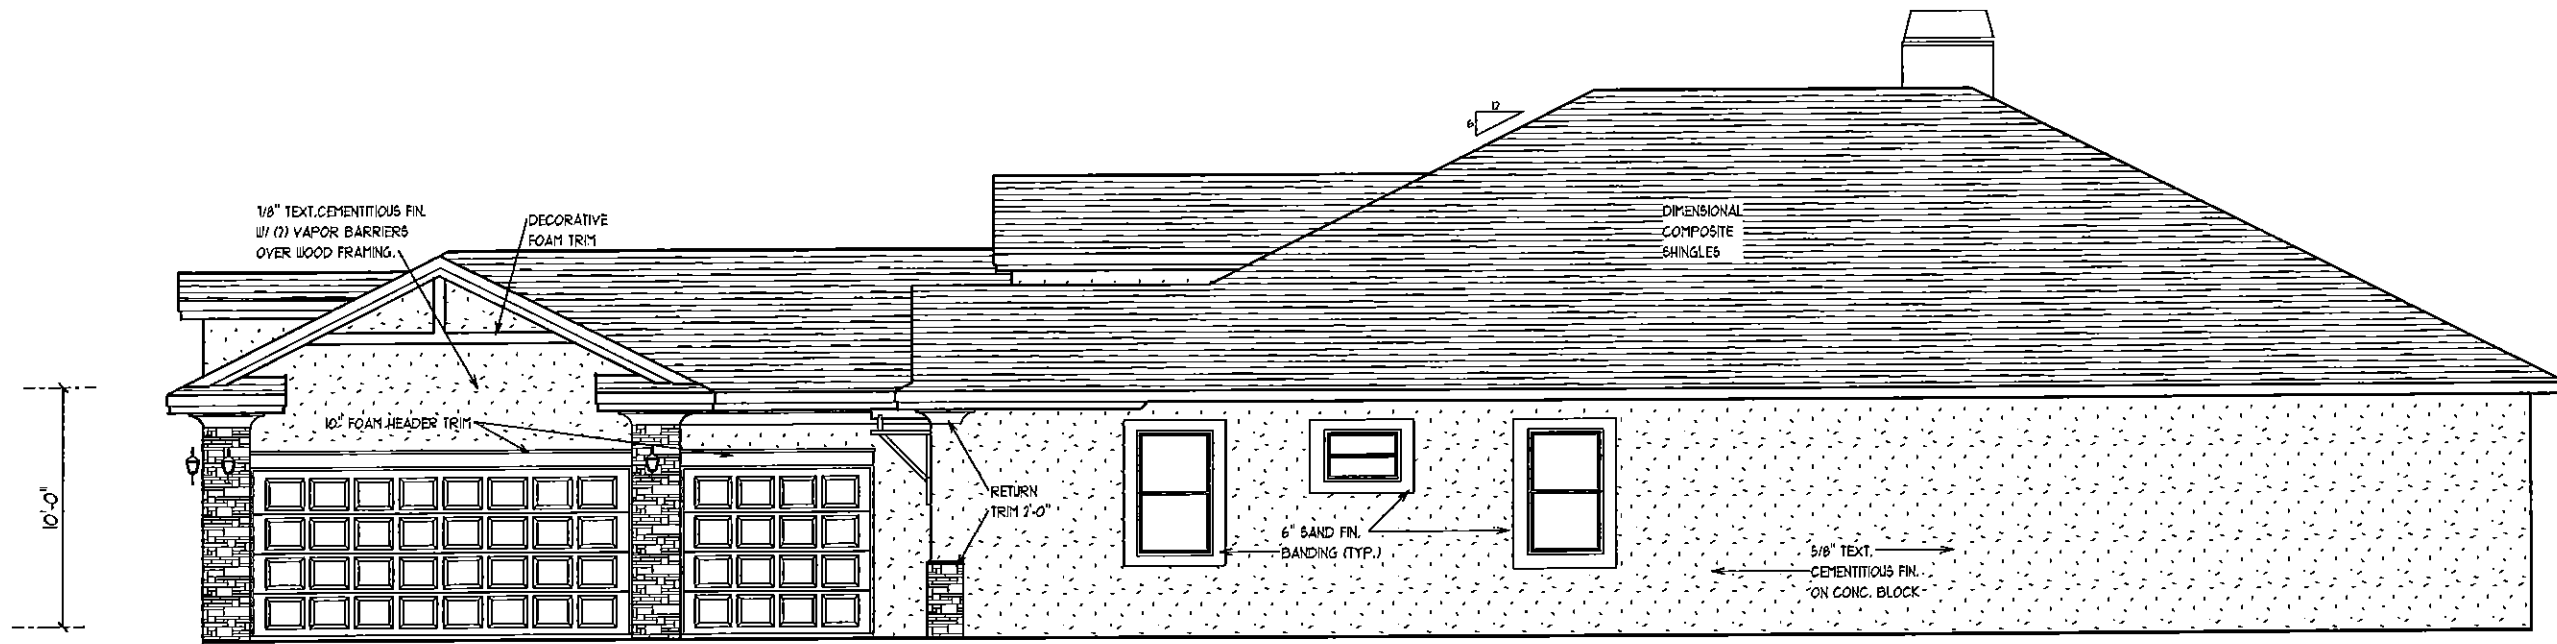 12
6
7/8" TEXT.CEMENTITIOUS FIN.
W/ (2) VAPOR BARRIERS
OVER WOOD FRAMING.
DECORATIVE
FOAM TRIM
DIMENSIONAL
COMPOSITE
SHINGLES
10" FOAM HEADER TRIM
10'-0"
RETURN
TRIM 2'-0"
6" SAND FIN.
BANDING (TYP.)
5/8" TEXT.
CEMENTITIOUS FIN.
ON CONC. BLOCK